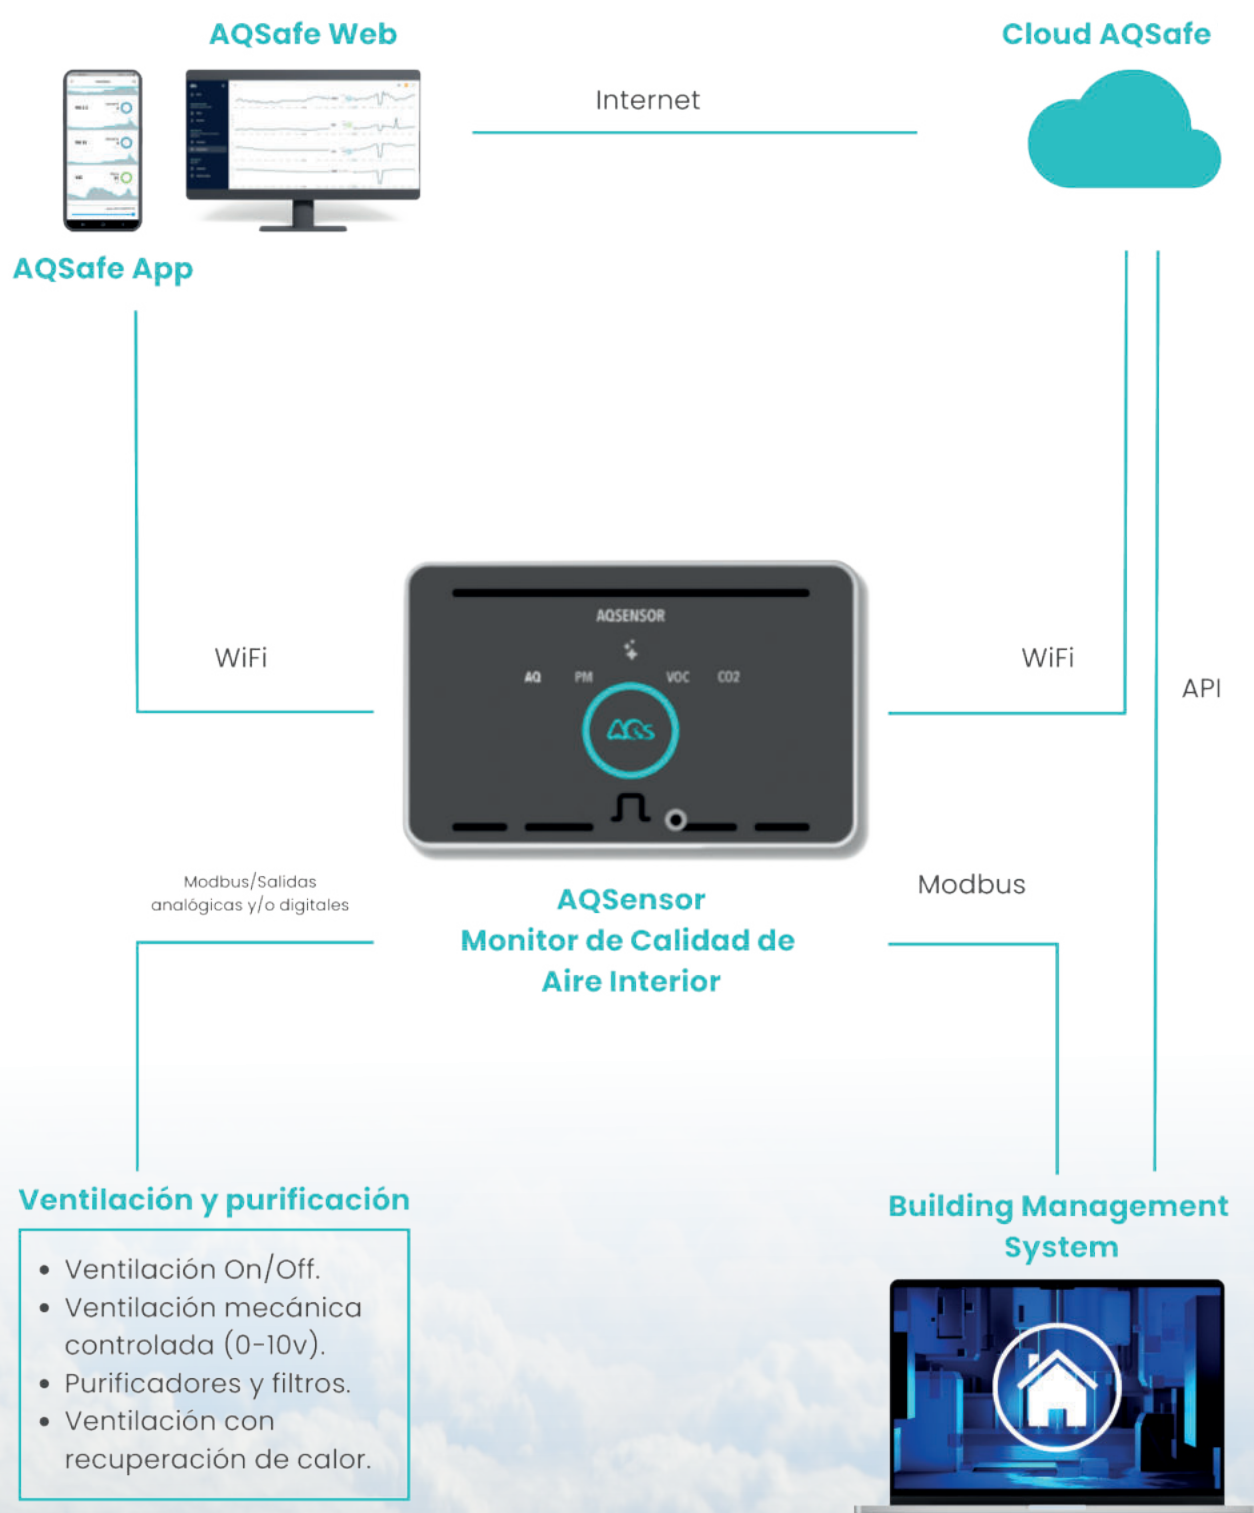 AQSafe Web
Cloud AQSafe
Internet
AQSafe App
WiFi
WiFi
API
AQSENSOR
AQ PM VOC CO2
AQs
Modbus/Salidas
analógicas y/o digitales
Modbus
AQSensor
Monitor de Calidad de
Aire Interior
Ventilación y purificación
• Ventilación On/Off.
• Ventilación mecánica
controlada (0-10v).
• Purificadores y filtros.
• Ventilación con
recuperación de calor.
Building Management
System